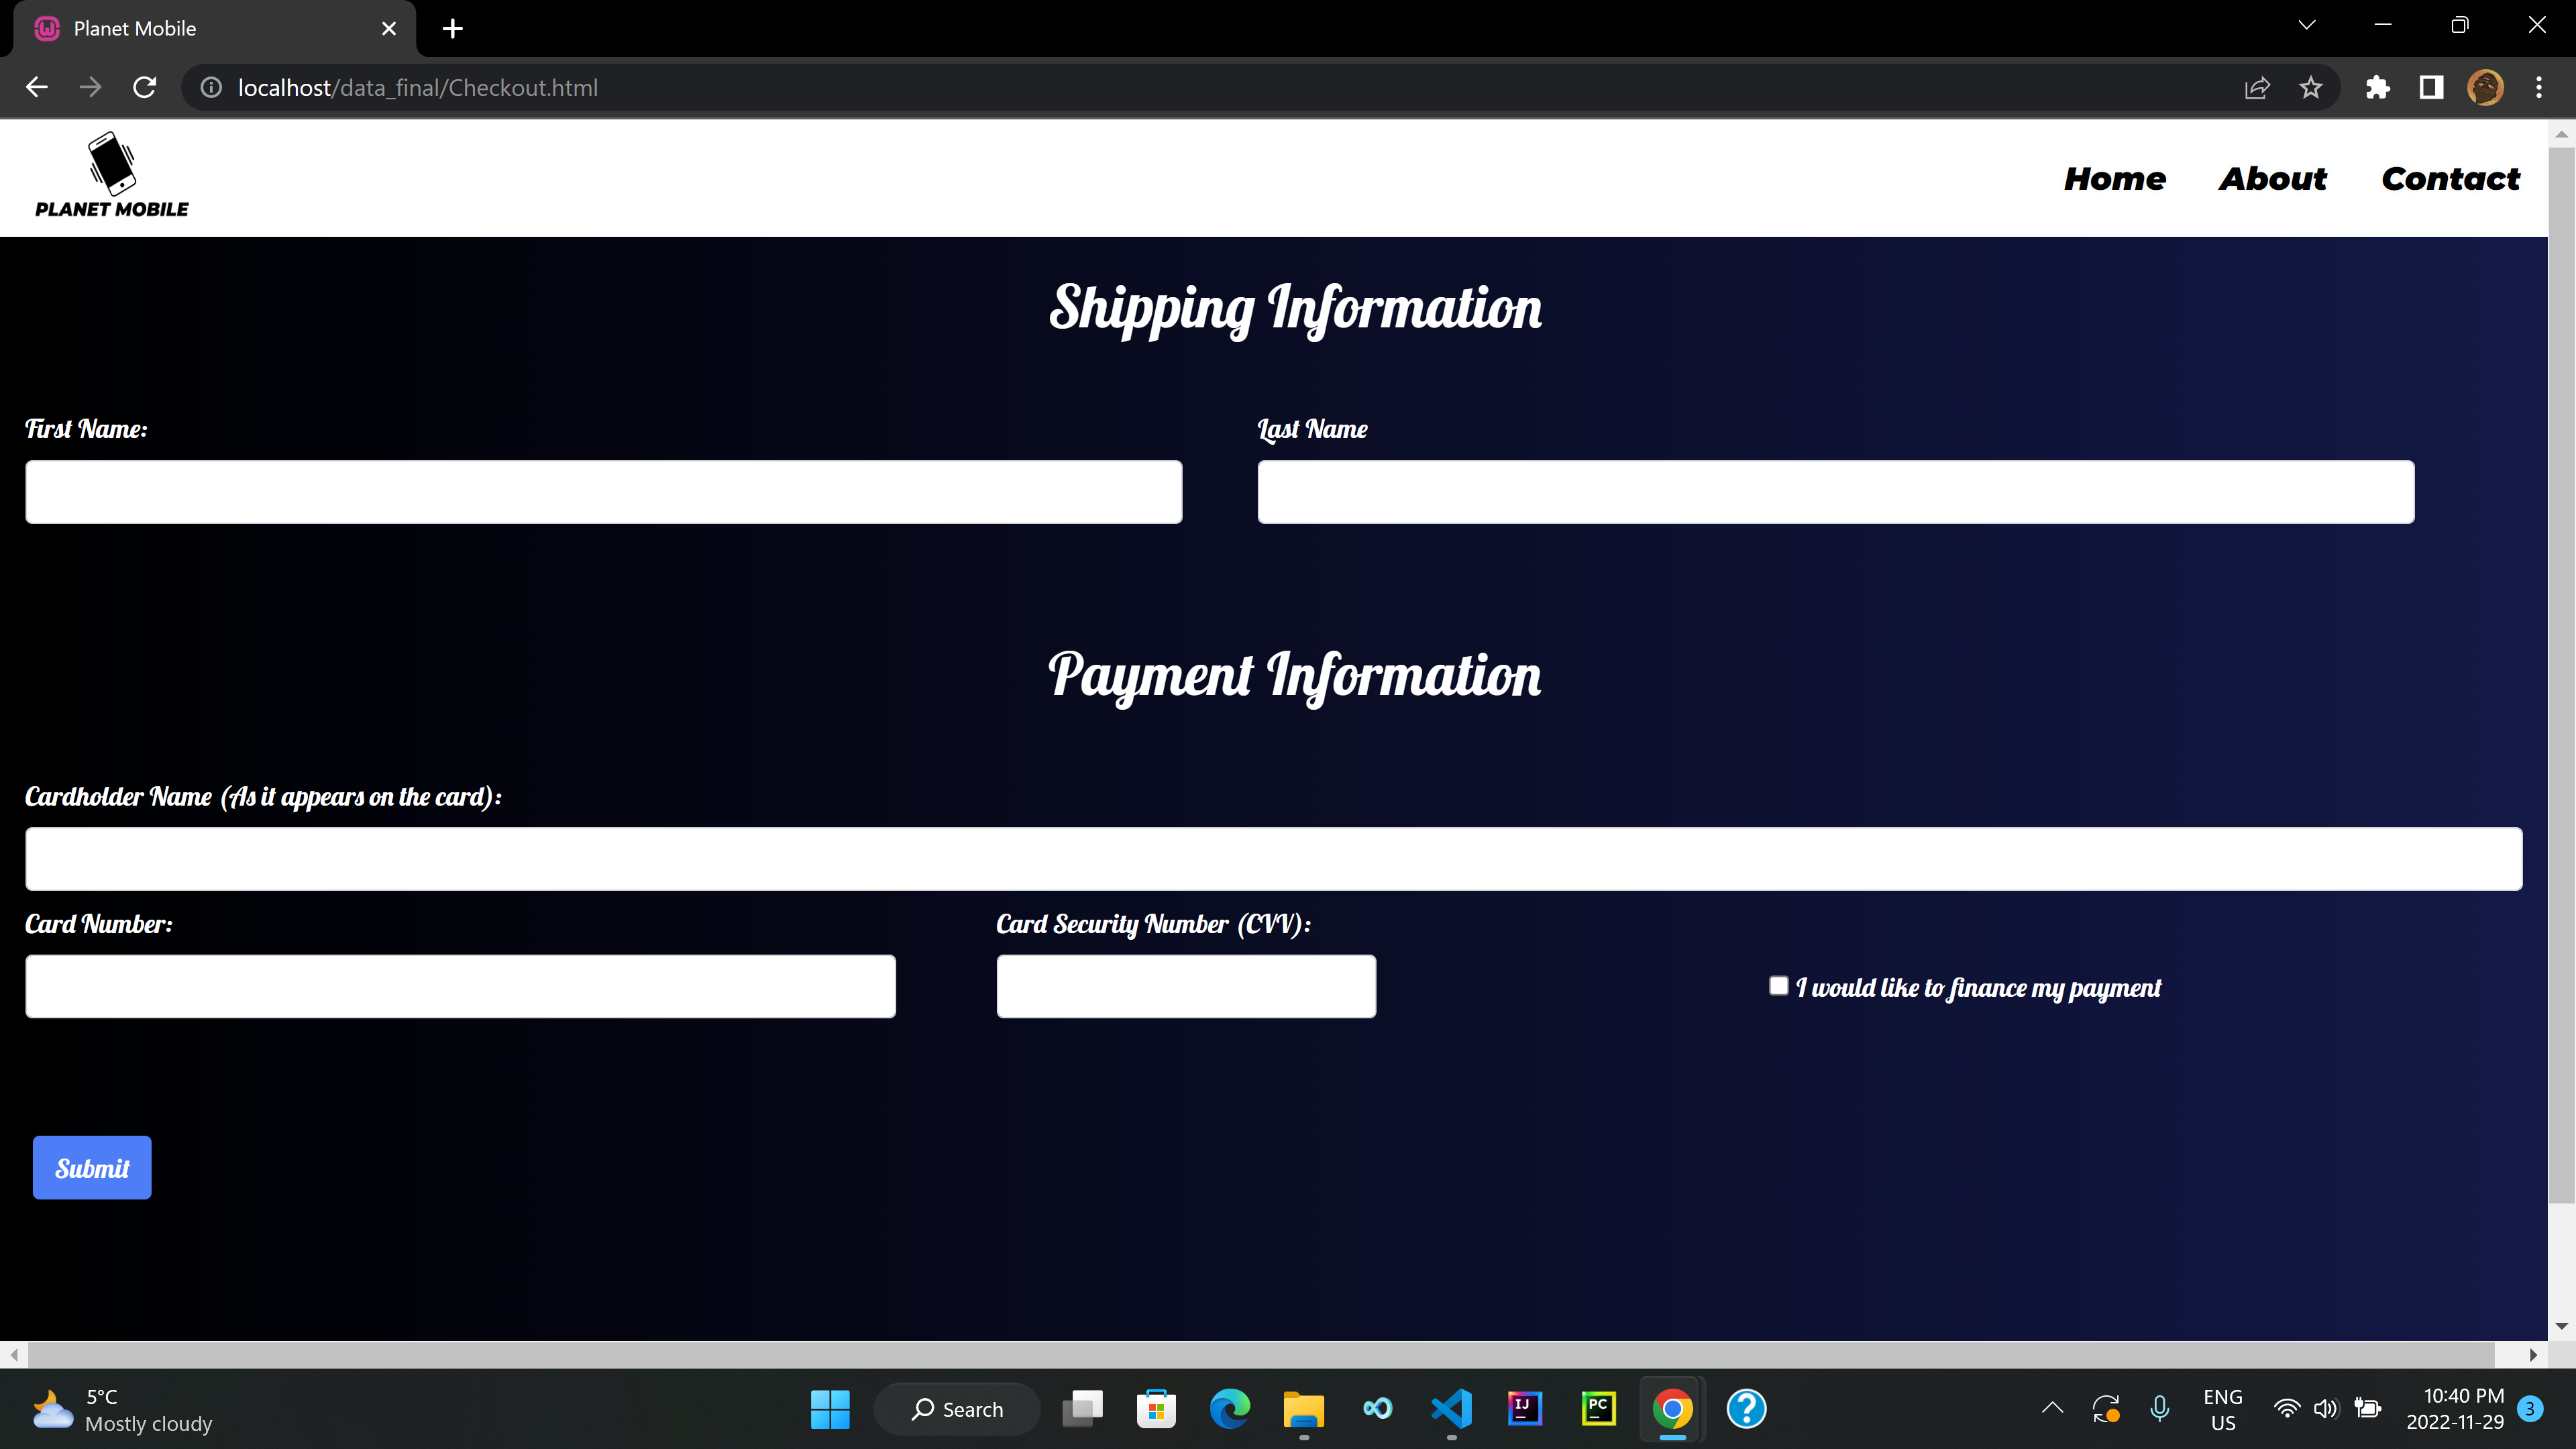 Planet Mobile
localhost/data_final/Checkout.html
PLANET MOBILE
Home About Contact
Shipping Information
First Name: Last Name
Payment Information
Cardholder Name (As it appears on the card):
Card Number: Card Security Number (CVV):
I would like to finance my payment
Submit
5°C
Mostly cloudy
Search
IJ
PC
ENG
US
10:40 PM
2022-11-29
3